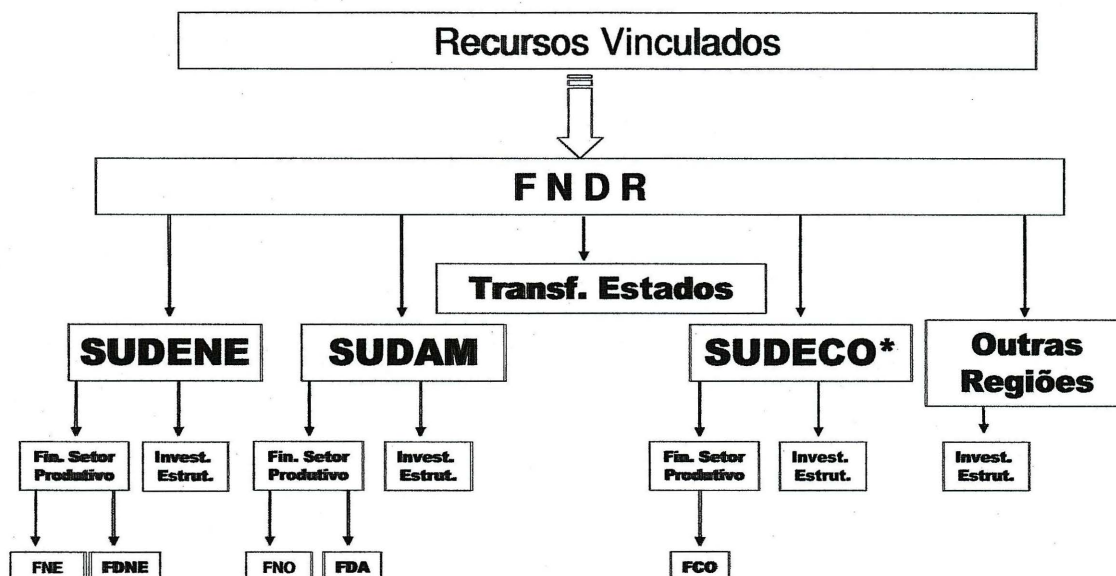 Recursos Vinculados
F N D R
Transf. Estados
SUDENE
SUDAM
SUDECO*
Outras
Regiões
Fin. Setor
Produtivo
Invest.
Estrut.
Fin. Setor
Produtivo
Invest.
Estrut.
Fin. Setor
Produtivo
Invest.
Estrut.
Invest.
Estrut.
FNE
FDNE
FNO
FDA
FCO